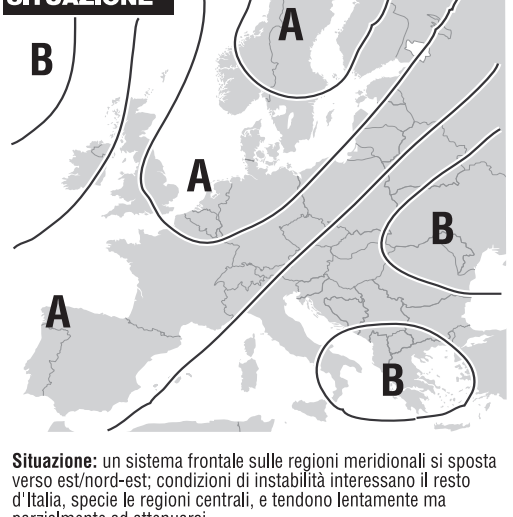 SITUAZIONE
A
B
A
B
A
B
Situazione: un sistema frontale sulle regioni meridionali si sposta
verso est/nord-est; condizioni di instabilità interessano il resto
d'Italia, specie le regioni centrali, e tendono lentamente ma
parzialmente ad attenuarsi